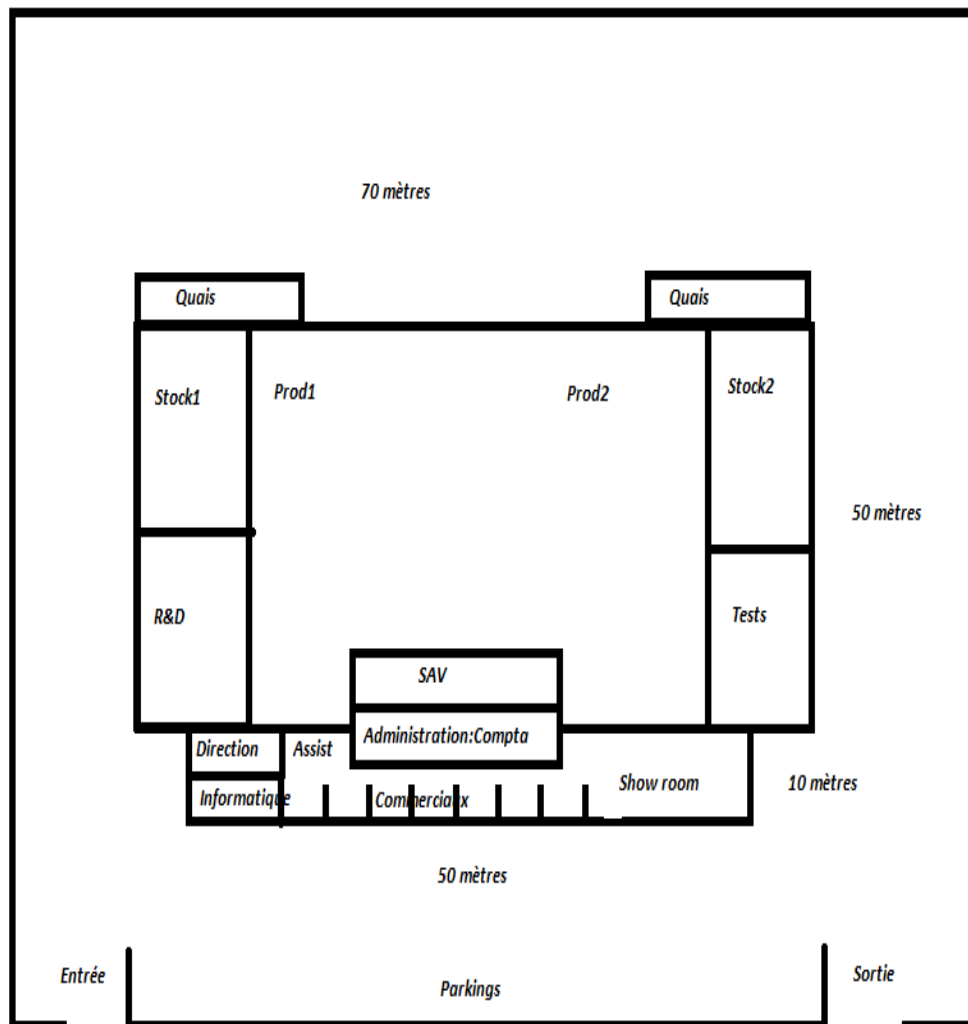 70 mètres
Quais
Quais
Stock1
Prod1
Prod2
Stock2
50 mètres
R&D
Tests
SAV
Administration:Compta
Direction
Assist
Informatique
Commerciaux
Show room
10 mètres
50 mètres
Entrée
Parkings
Sortie